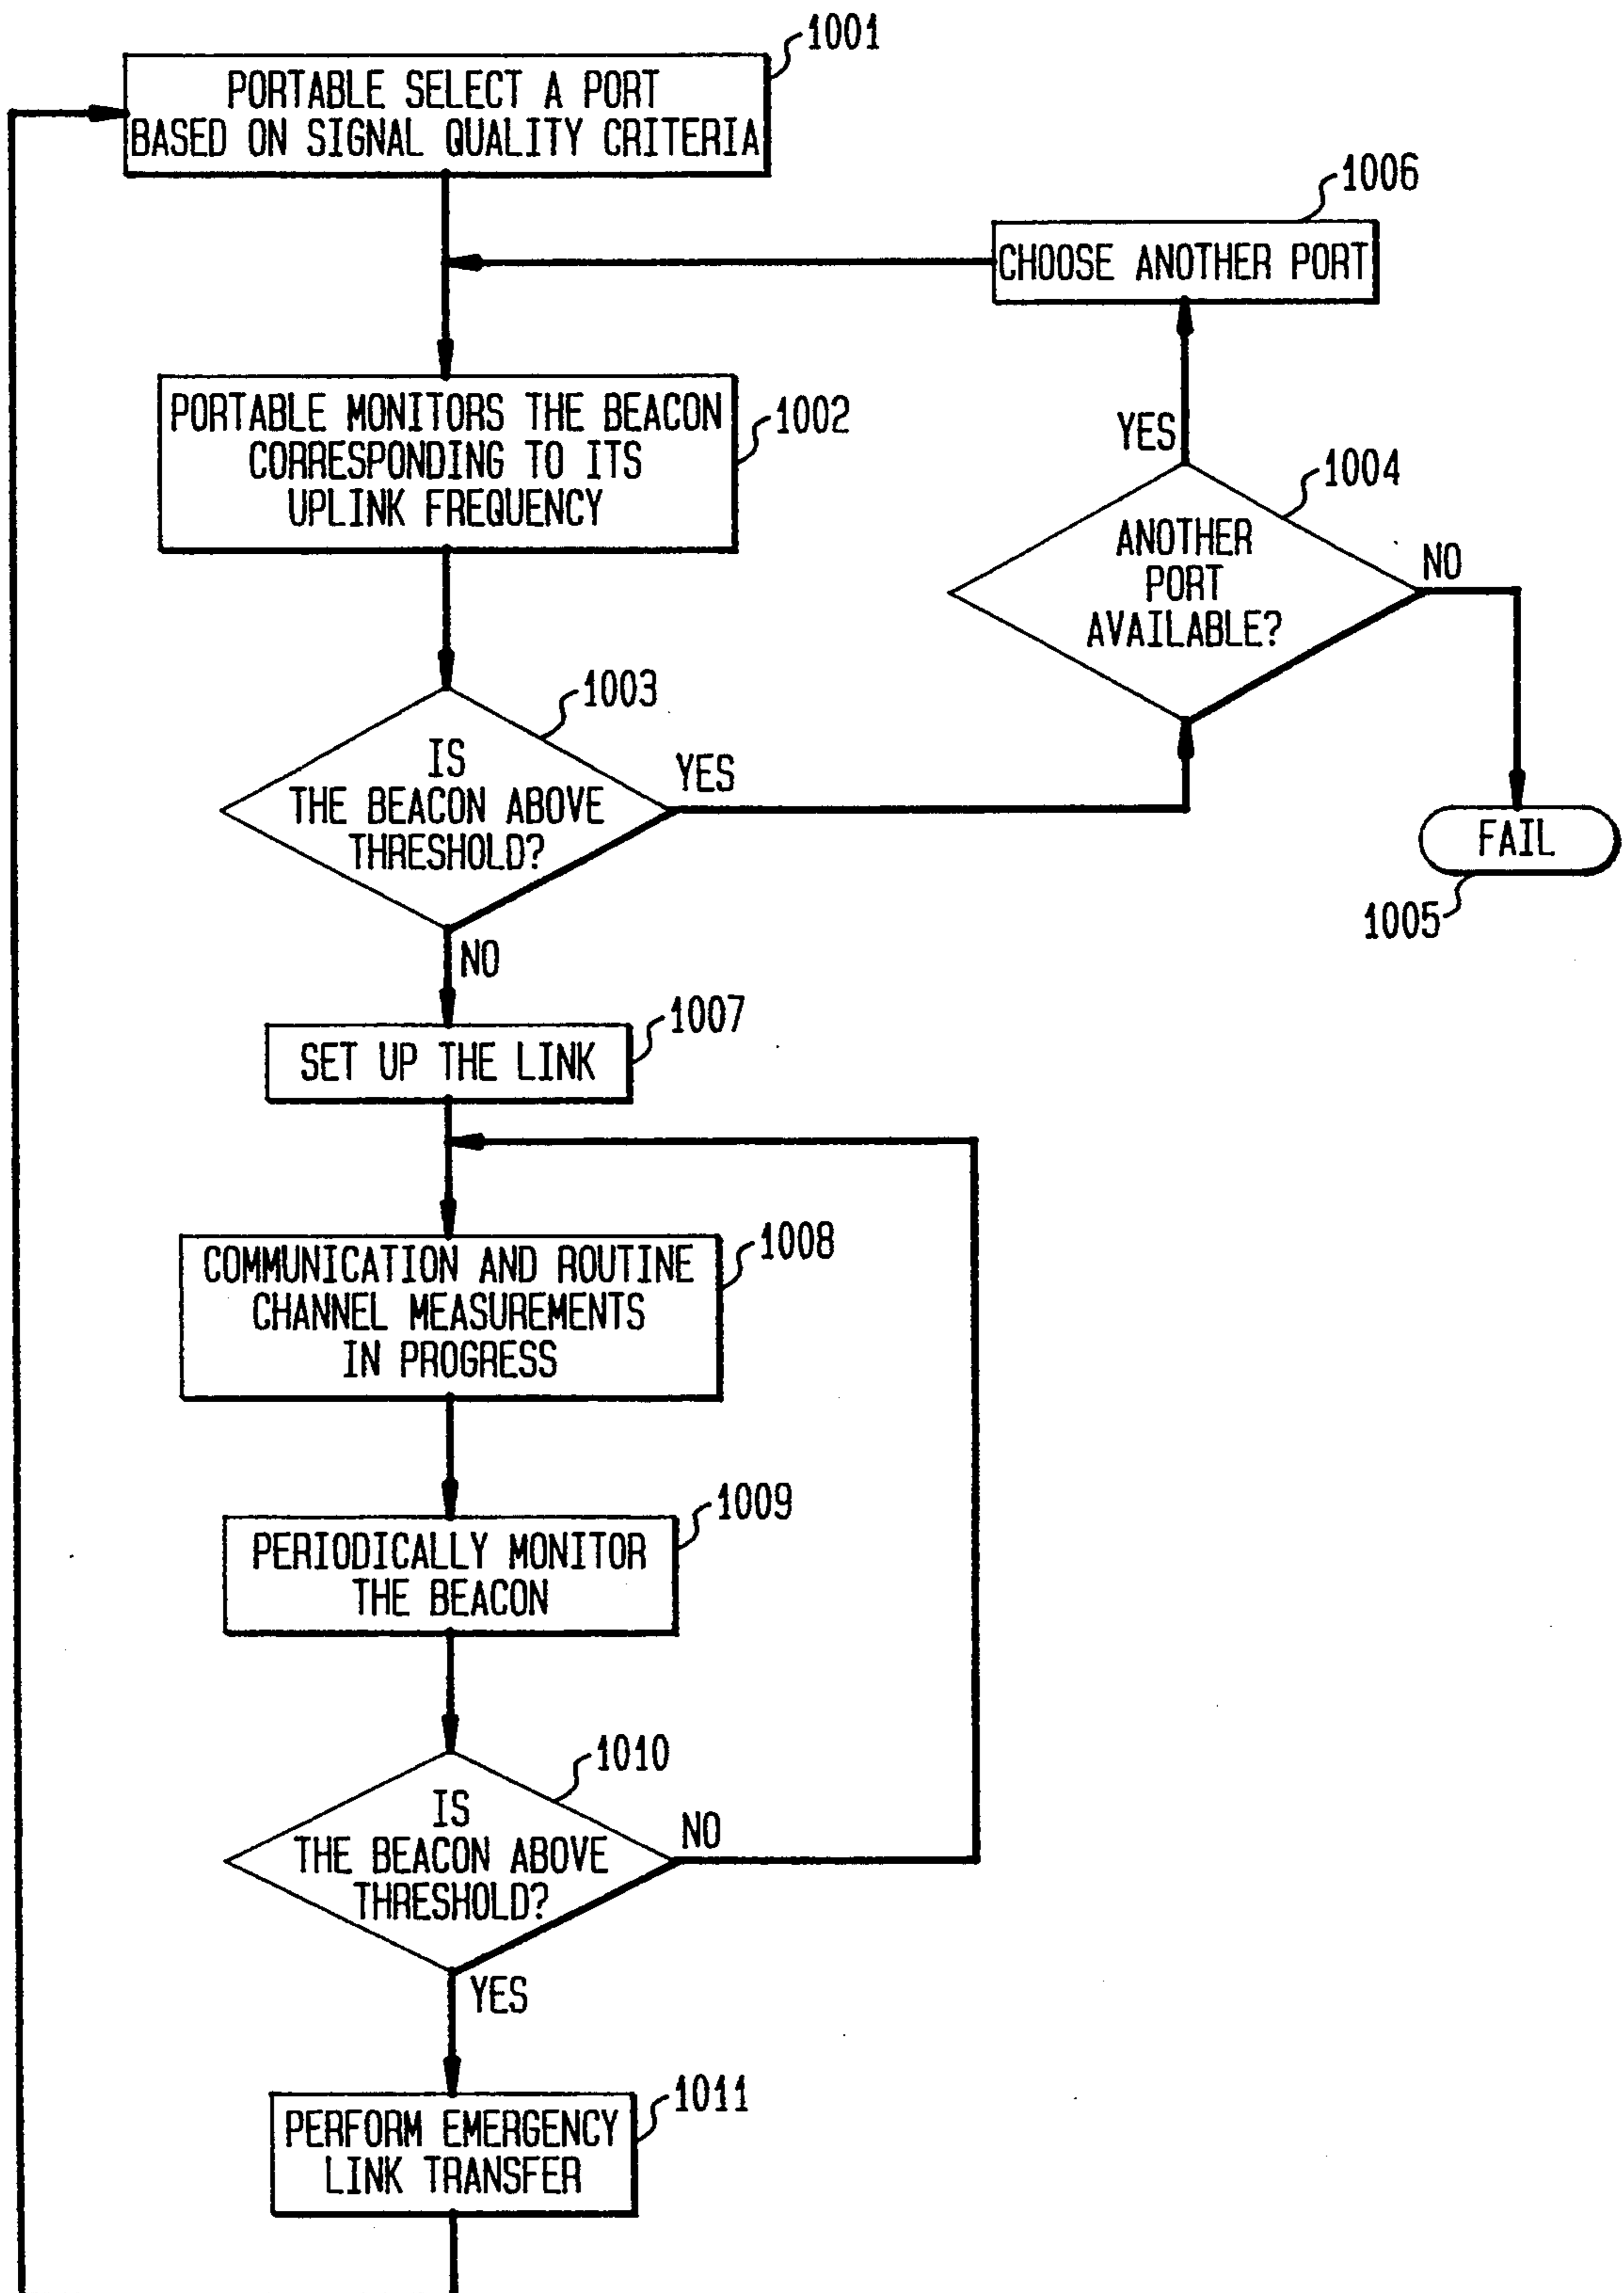 1001
PORTABLE SELECT A PORT
BASED ON SIGNAL QUALITY CRITERIA
1006
CHOOSE ANOTHER PORT
PORTABLE MONITORS THE BEACON
CORRESPONDING TO ITS
UPLINK FREQUENCY
1002
YES
1004
ANOTHER
PORT
AVAILABLE?
NO
1003
IS
THE BEACON ABOVE
THRESHOLD?
YES
FAIL
1005
NO
1007
SET UP THE LINK
1008
COMMUNICATION AND ROUTINE
CHANNEL MEASUREMENTS
IN PROGRESS
1009
PERIODICALLY MONITOR
THE BEACON
1010
IS
THE BEACON ABOVE
THRESHOLD?
NO
YES
1011
PERFORM EMERGENCY
LINK TRANSFER